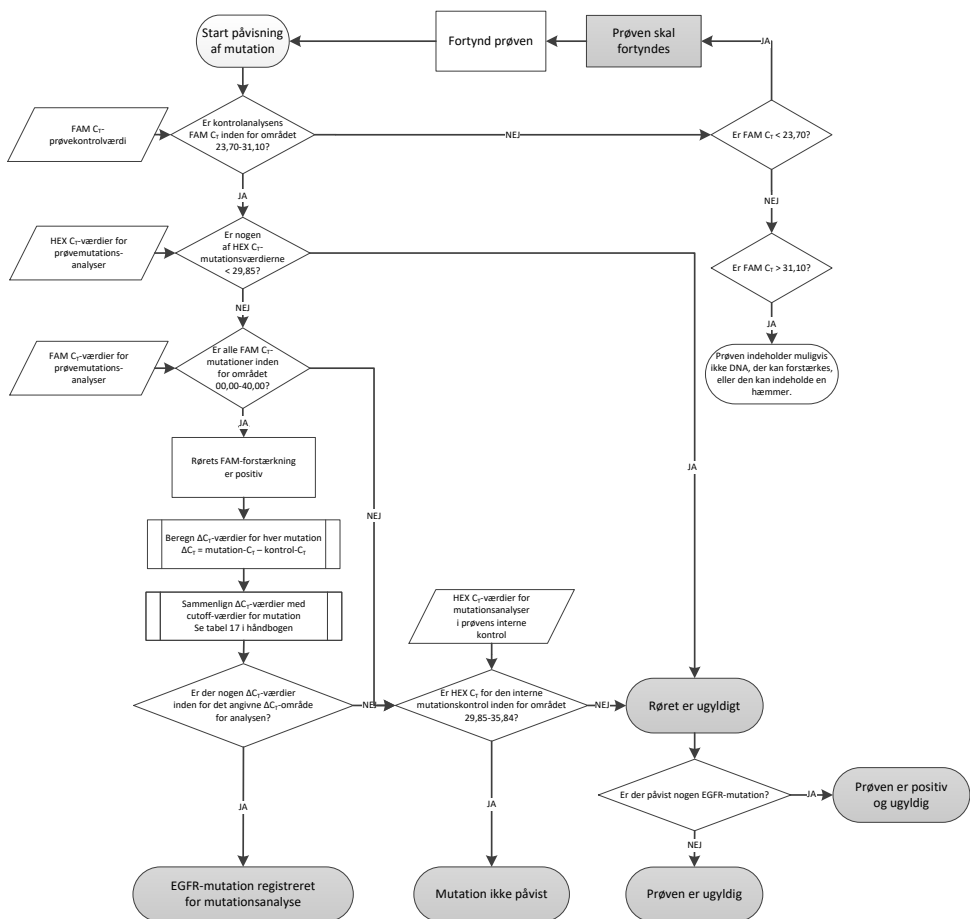 Start påvisning
af mutation
Fortynd prøven
Prøven skal
fortyndes
JA
FAM CT-
prøvekontrolværdi
Er kontrolanalysens
FAM CT inden for området
23,70-31,10?
NEJ
Er FAM CT < 23,70?
JA
NEJ
HEX CT-værdier for
prøvemutations-
analyser
Er nogen
af HEX CT-
mutationsværdierne
< 29,85?
Er FAM CT > 31,10?
NEJ
JA
FAM CT-værdier for
prøvemutations-
analyser
Er alle FAM CT-
mutationer inden
for området
00,00-40,00?
Prøven indeholder muligvis
ikke DNA, der kan forstærkes,
eller den kan indeholde en
hæmmer.
JA
Rørets FAM-forstærkning
er positiv
JA
NEJ
Beregn ΔCT-værdier for hver mutation
ΔCT = mutation-CT – kontrol-CT
Sammenlign ΔCT-værdier med
cutoff-værdier for mutation
Se tabel 17 i håndbogen
HEX CT-værdier for
mutationsanalyser
i prøvens interne
kontrol
Er der nogen ΔCT-værdier
inden for det angivne ΔCT-område
for analysen?
NEJ
Er HEX CT for den interne
mutationskontrol inden for området
29,85-35,84?
NEJ
Røret er ugyldigt
Er der påvist nogen EGFR-mutation?
JA
Prøven er positiv
og ugyldig
JA
JA
NEJ
EGFR-mutation registreret
for mutationsanalyse
Mutation ikke påvist
Prøven er ugyldig